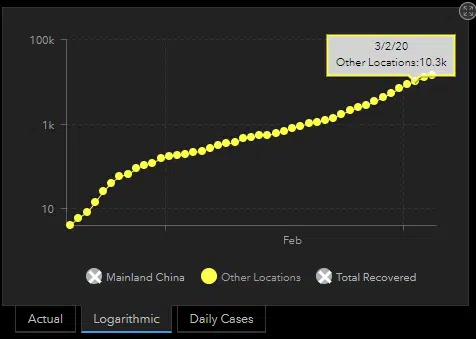 100k
3/2/20
Other Locations:10.3k
1k
10
Feb
Mainland China Other Locations Total Recovered
Actual Logarithmic Daily Cases